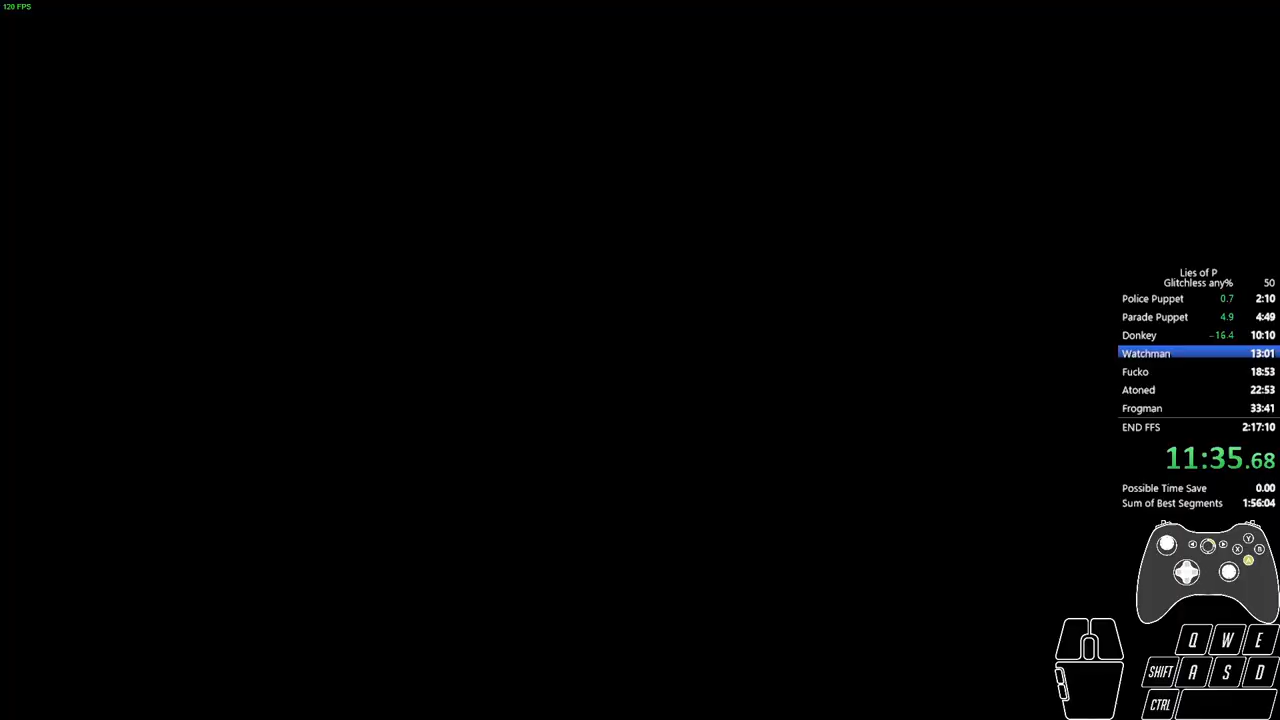 120 FPS
Lies of P
Glitchless any% 50
Police Puppet 0.7 2:10
Parade Puppet 4.9 4:49
Donkey −16.4 10:10
Watchman 13:01
Fucko 18:53
Atoned 22:53
Frogman 33:41
END FFS 2:17:10
11:35.68
Possible Time Save 0.00
Sum of Best Segments 1:56:04
Y
X B
A
Q W E
SHIFT A S D
CTRL